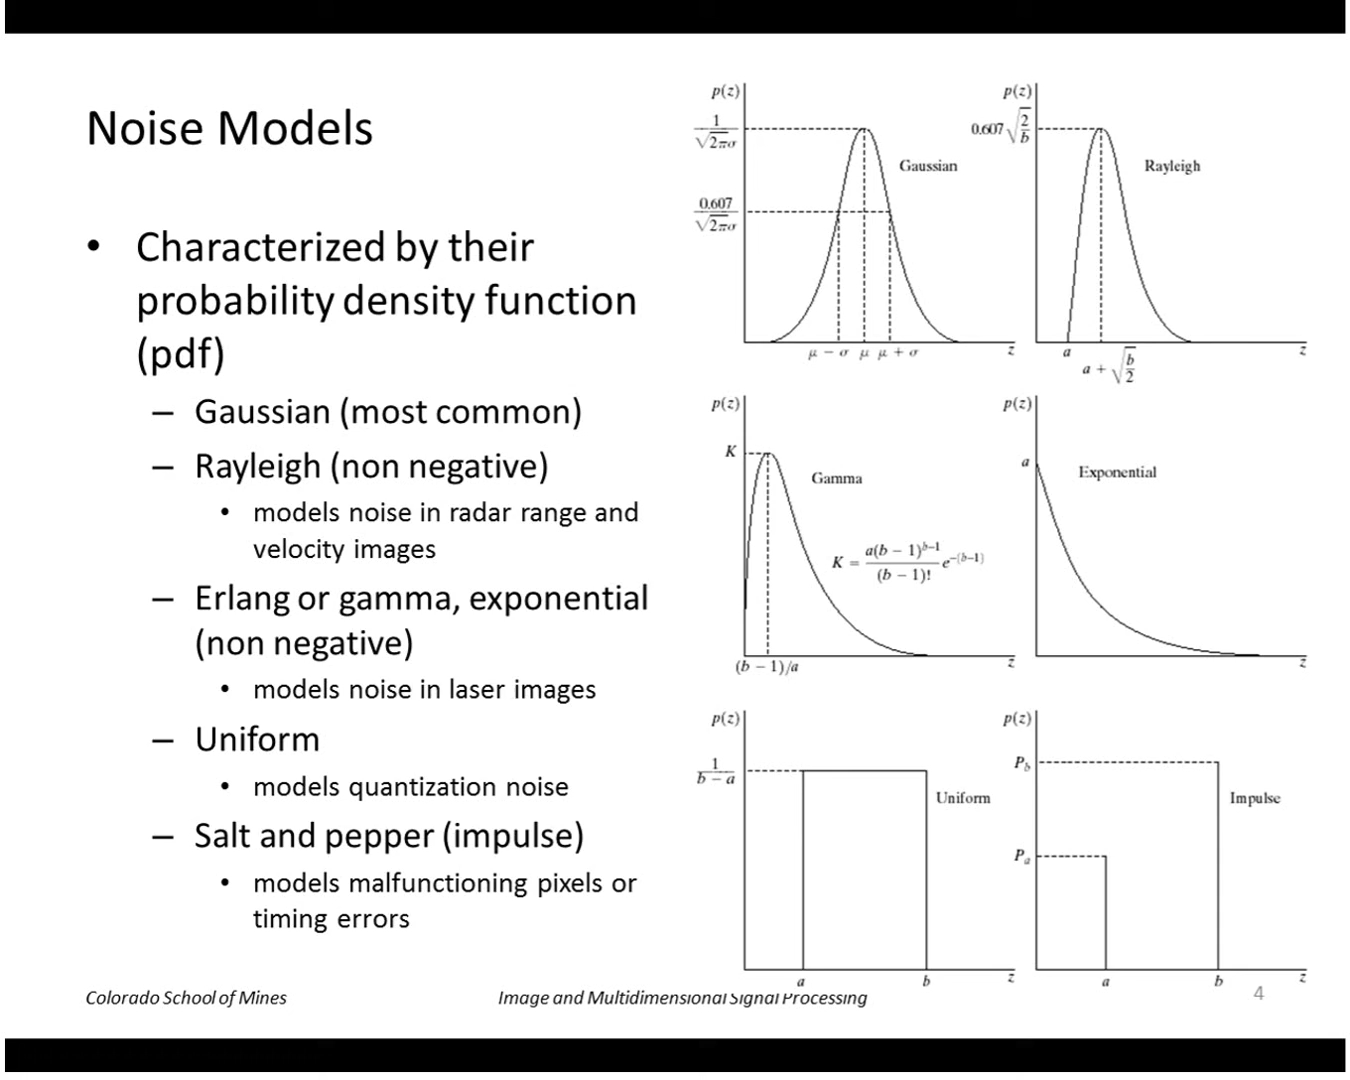 Noise Models
• Characterized by their
probability density function
(pdf)
– Gaussian (most common)
– Rayleigh (non negative)
• models noise in radar range and
velocity images
– Erlang or gamma, exponential
(non negative)
• models noise in laser images
– Uniform
• models quantization noise
– Salt and pepper (impulse)
• models malfunctioning pixels or
timing errors
p(z)
1/√2πσ
0.607/√2πσ
Gaussian
μ − σ μ μ + σ z
p(z)
0.607√2/b
Rayleigh
a
a + √b/2
z
p(z)
K
Gamma
K = a(b − 1)^{b−1}/(b − 1)! e^{−(b−1)}
(b − 1)/a z
p(z)
a
Exponential
z
p(z)
1/b − a
Uniform
a b z
p(z)
P_b
Impulse
P_a
a b z
Colorado School of Mines
Image and Multidimensional Signal Processing
4